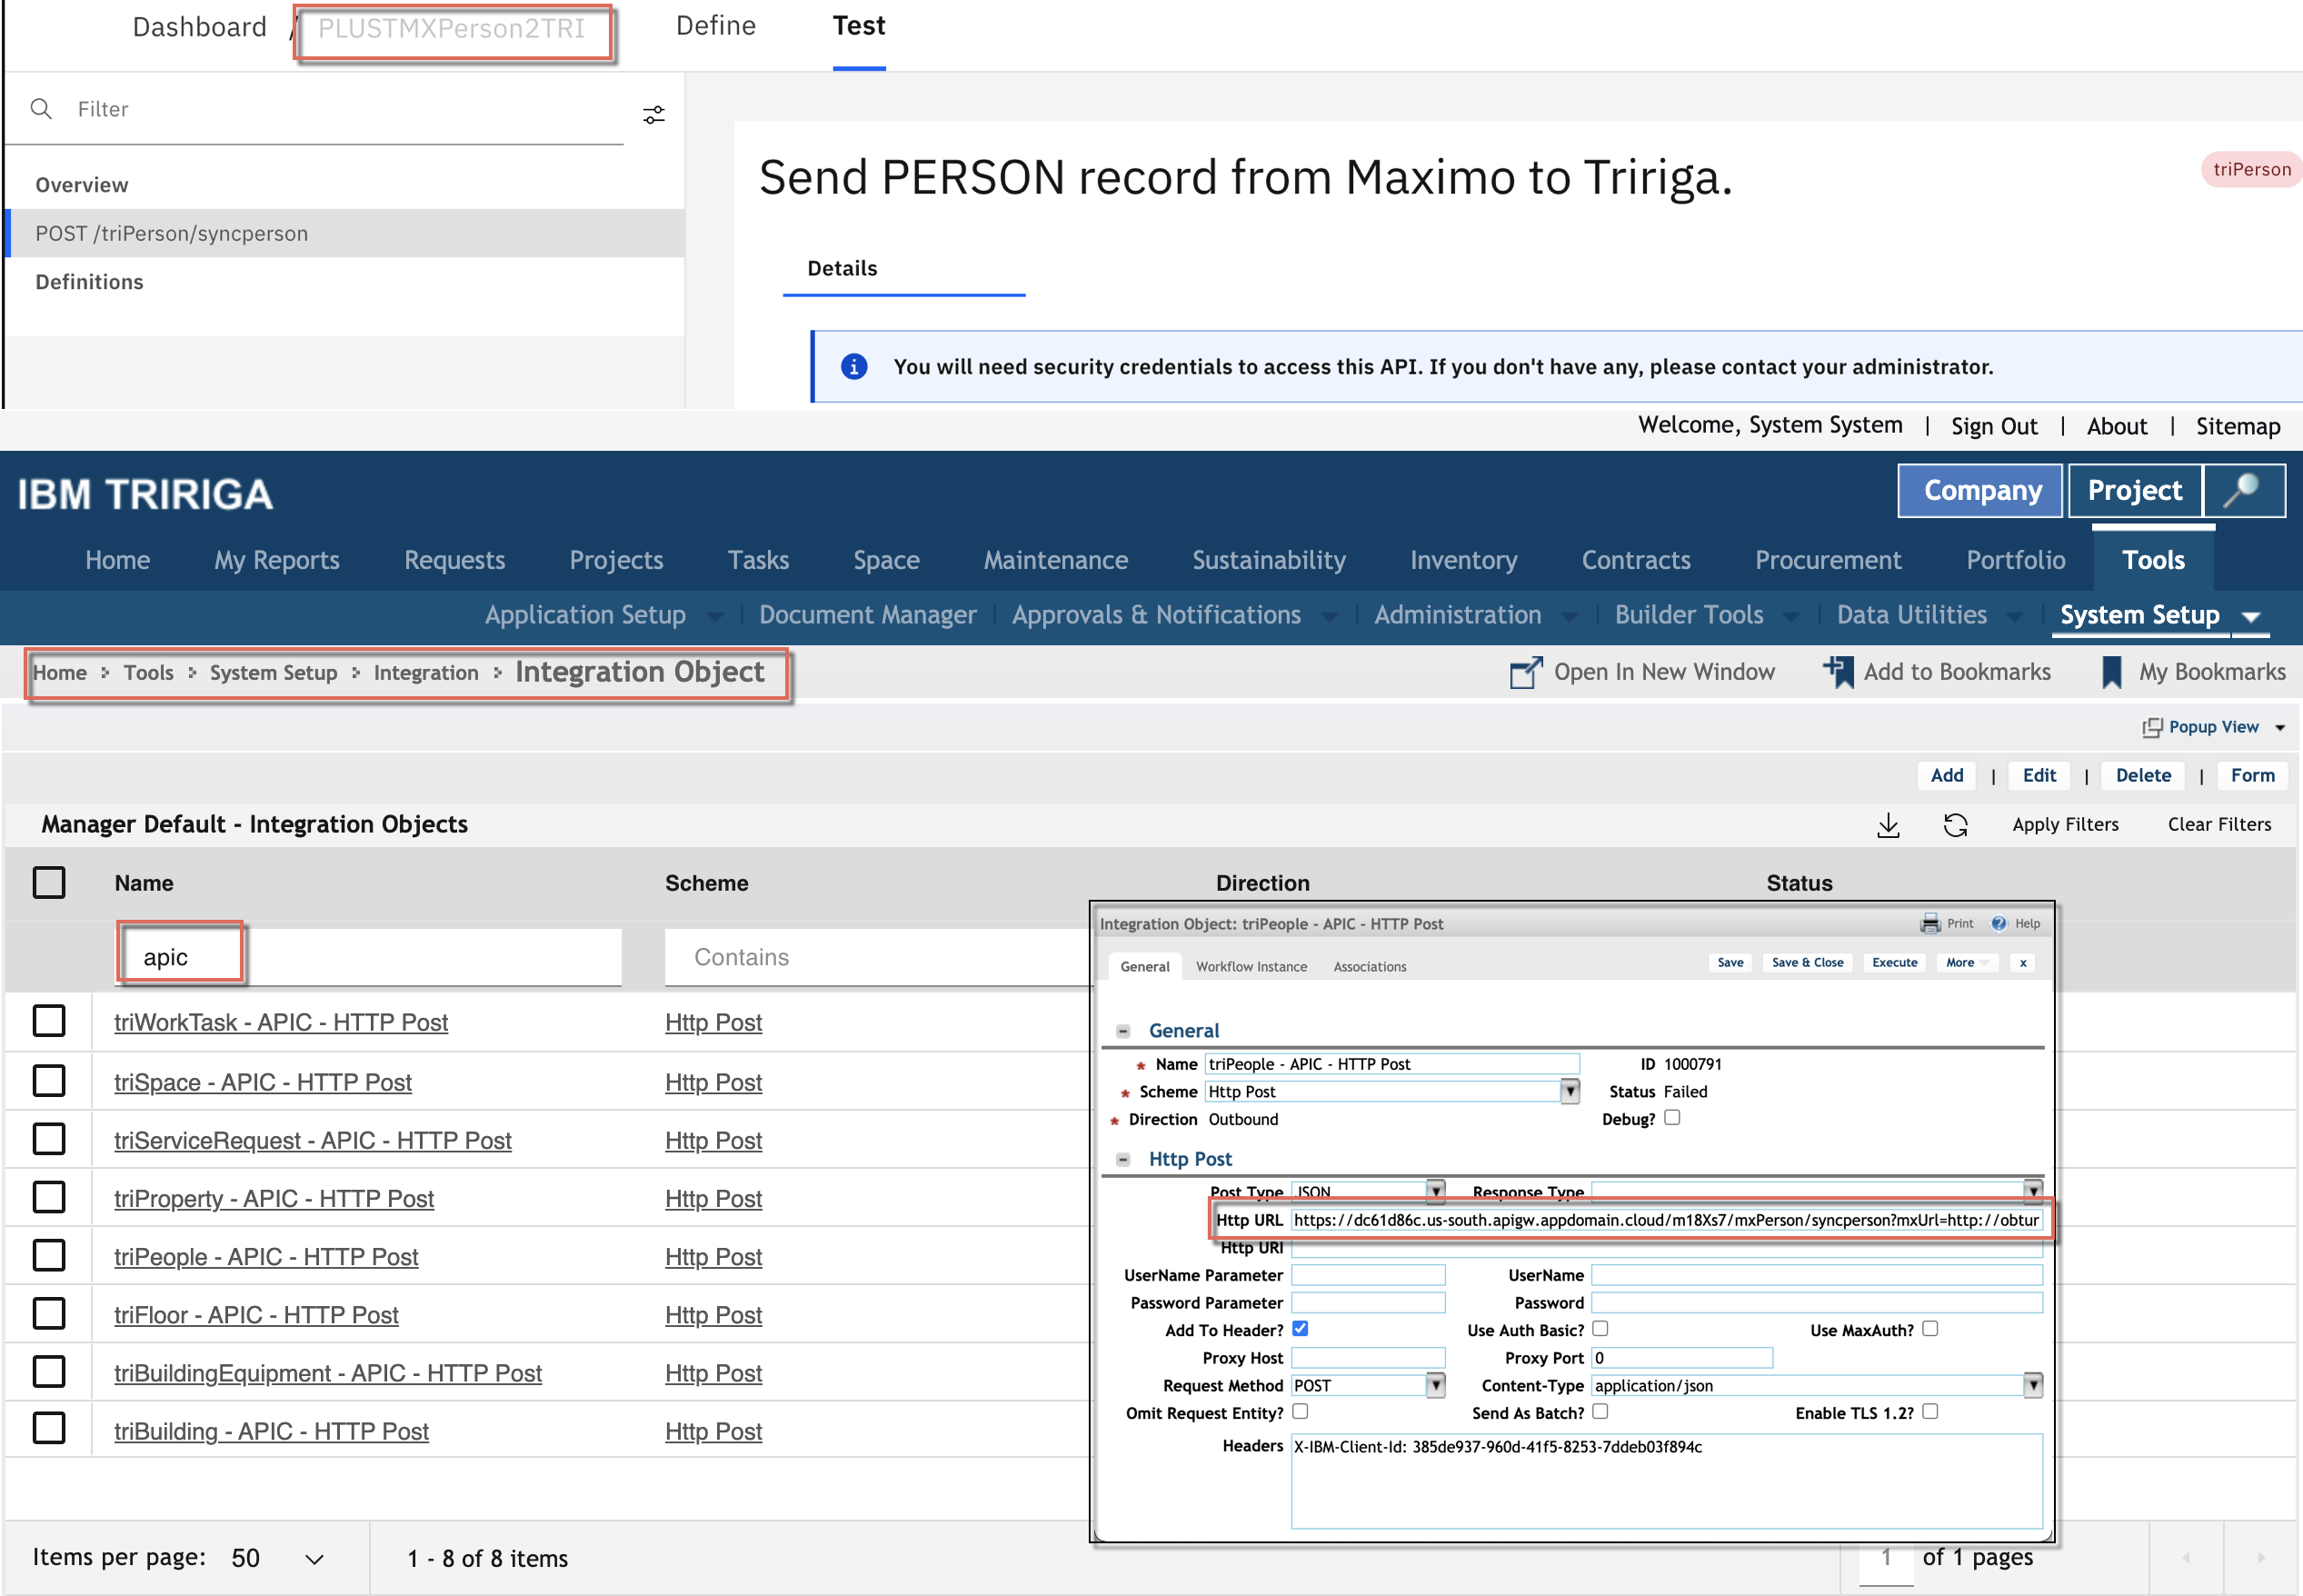 Dashboard / PLUSTMXPerson2TRI Define Test
Filter
Overview
POST /triPerson/syncperson
Definitions
Send PERSON record from Maximo to Tririga. triPerson
Details
You will need security credentials to access this API. If you don't have any, please contact your administrator.
Welcome, System System | Sign Out | About | Sitemap
IBM TRIRIGA Company Project
Home My Reports Requests Projects Tasks Space Maintenance Sustainability Inventory Contracts Procurement Portfolio Tools
Application Setup | Document Manager | Approvals & Notifications | Administration | Builder Tools | Data Utilities | System Setup
Home Tools System Setup Integration Integration Object Open In New Window Add to Bookmarks My Bookmarks
Popup View
Add | Edit | Delete | Form
Manager Default - Integration Objects Apply Filters Clear Filters
Name Scheme Direction Status
apic Contains
triWorkTask - APIC - HTTP Post Http Post
triSpace - APIC - HTTP Post Http Post
triServiceRequest - APIC - HTTP Post Http Post
triProperty - APIC - HTTP Post Http Post
triPeople - APIC - HTTP Post Http Post
triFloor - APIC - HTTP Post Http Post
triBuildingEquipment - APIC - HTTP Post Http Post
triBuilding - APIC - HTTP Post Http Post
Items per page: 50 1 - 8 of 8 items 1 of 1 pages
Integration Object: triPeople - APIC - HTTP Post Print Help
General Workflow Instance Associations Save Save & Close Execute More x
General
* Name triPeople - APIC - HTTP Post ID 1000791
* Scheme Http Post Status Failed
* Direction Outbound Debug?
Http Post
Post Type JSON Response Type
Http URL https://dc61d86c.us-south.apigw.appdomain.cloud/m18Xs7/mxPerson/syncperson?mxUrl=http://obtur
Http URI
UserName Parameter UserName
Password Parameter Password
Add To Header? Use Auth Basic? Use MaxAuth?
Proxy Host Proxy Port 0
Request Method POST Content-Type application/json
Omit Request Entity? Send As Batch? Enable TLS 1.2?
Headers X-IBM-Client-Id: 385de937-960d-41f5-8253-7ddeb03f894c